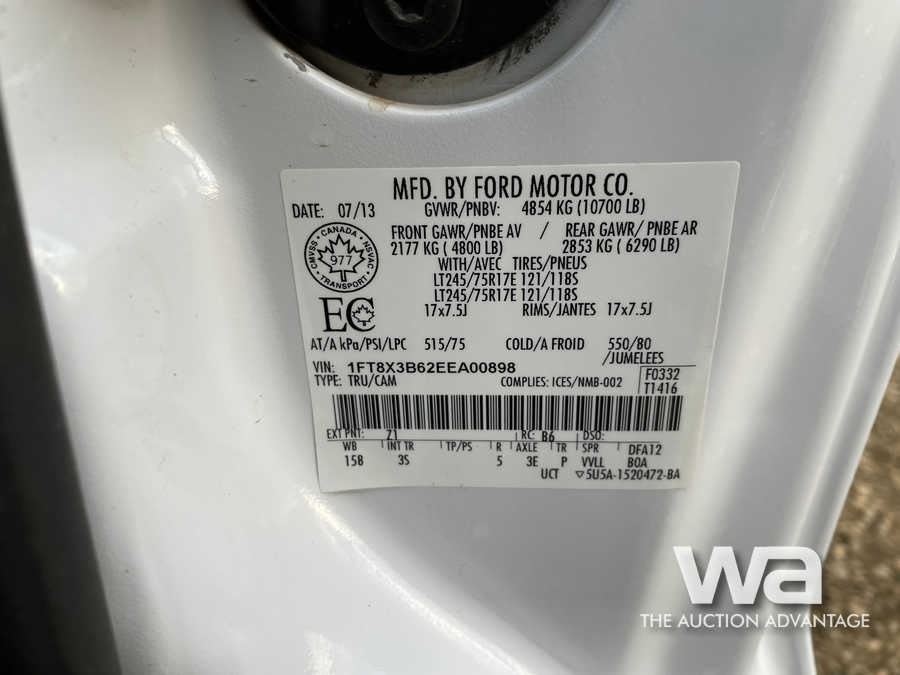 MFD. BY FORD MOTOR CO.
DATE: 07/13 GVWR/PNBV: 4854 KG (10700 LB)
FRONT GAWR/PNBE AV / REAR GAWR/ PNBE AR
2177 KG ( 4800 LB) 2853 KG ( 6290 LB)
WITH/AVEC TIRES/PNEUS
LT245/75R17E 121/118S
LT245/75R17E 121/118S
17x7.5J RIMS/JANTES 17x7.5J
CANADA
CMVSS NSVAC
977
TRANSPORT
EC
AT/A kPa/PSI/LPC 515/75 COLD/A FROID 550/80
/JUMELEES
VIN: 1FT8X3B62EEA00898
TYPE: TRU/CAM COMPLIES: ICES/NMB-002
F0332
T1416
EXT PNT: Z1 RC: B6 DSO:
WB INT TR TP/PS R AXLE TR SPR DFA12
158 3S 5 3E P VVLL BOA
UCT ▽5U5A-1520472-BA
wa
THE AUCTION ADVANTAGE